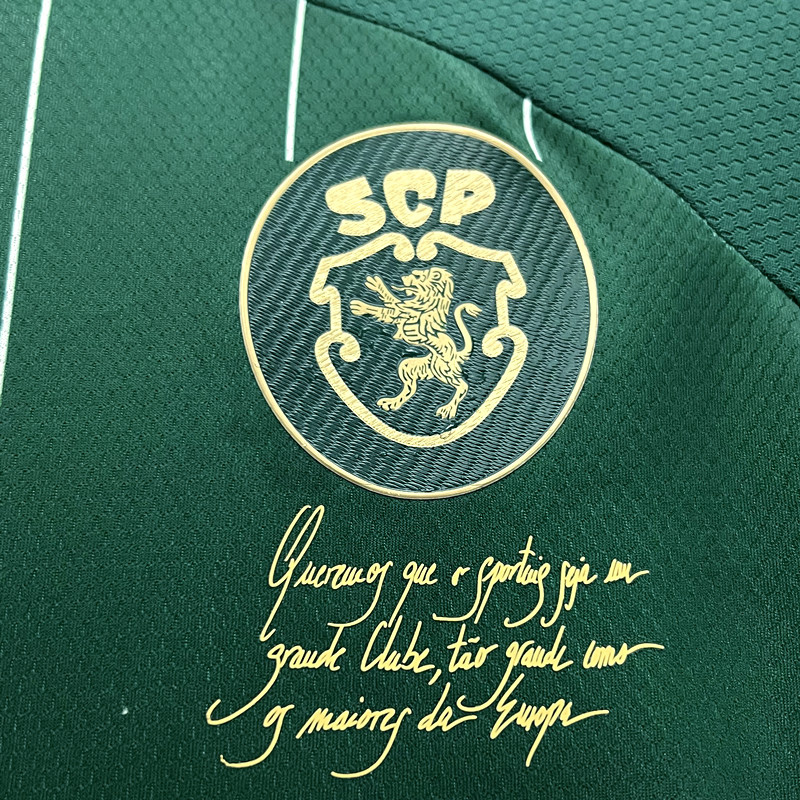 SCP
Queremos que o Sporting seja um
grande Clube, tão grande como
os maiores da Europa